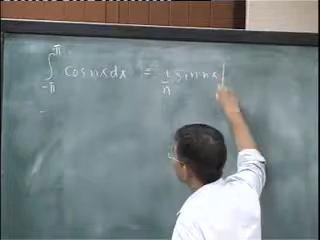 ∫_{-π}^{π} cos nx dx = 1/n sin nx |